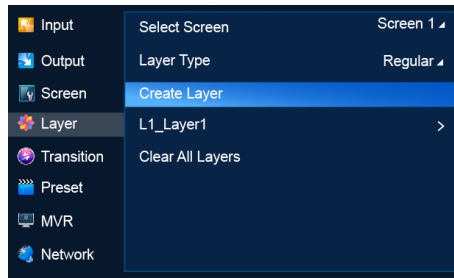 Input
Output
Screen
Layer
Transition
Preset
MVR
Network
Select Screen Screen 1
Layer Type Regular
Create Layer
L1_Layer1 >
Clear All Layers